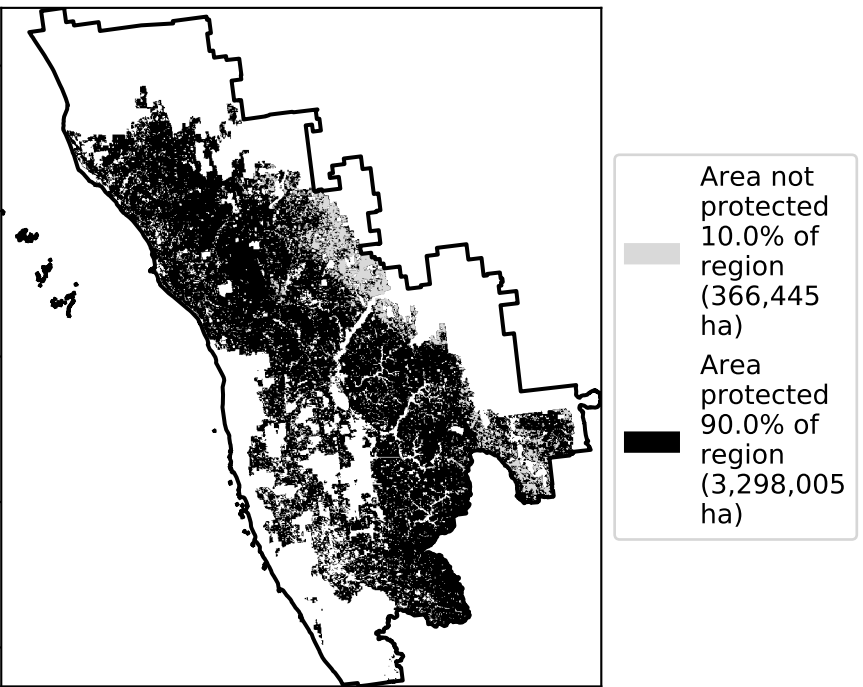 Area not
protected
10.0% of
region
(366,445
ha)
Area
protected
90.0% of
region
(3,298,005
ha)